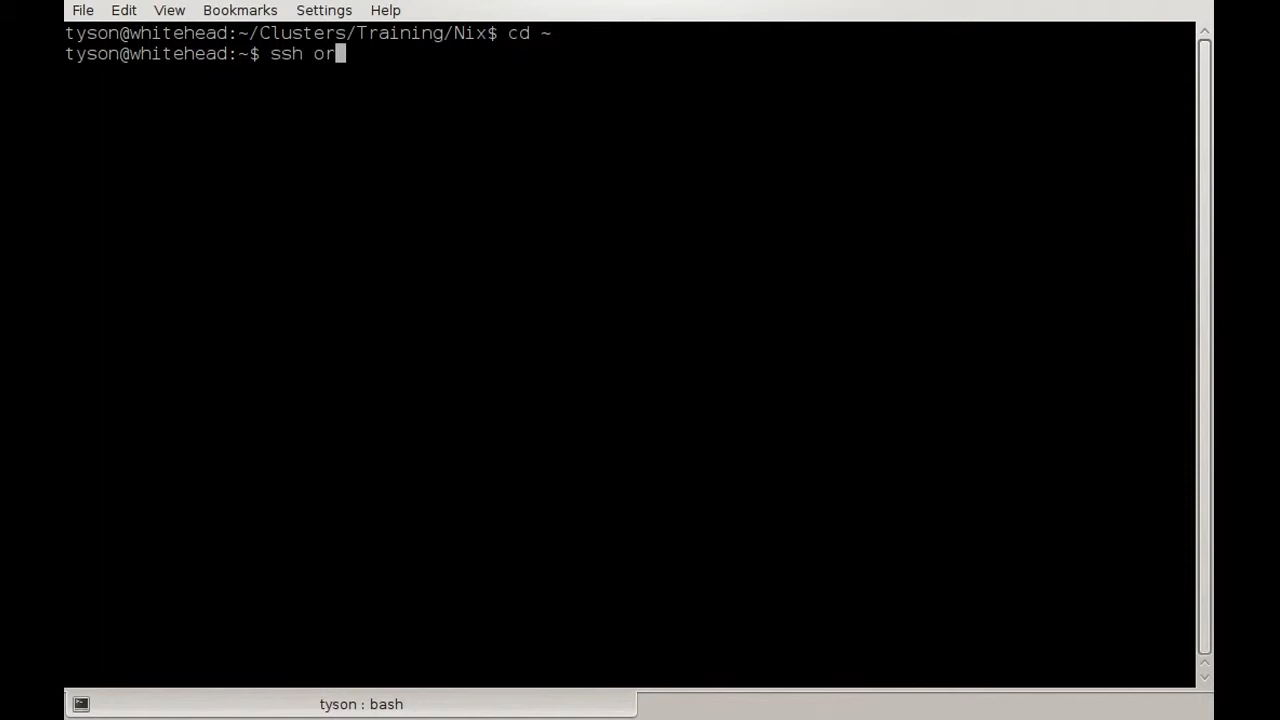 File Edit View Bookmarks Settings Help
tyson@whitehead:~/Clusters/Training/Nix$ cd ~
tyson@whitehead:~$ ssh or
tyson : bash